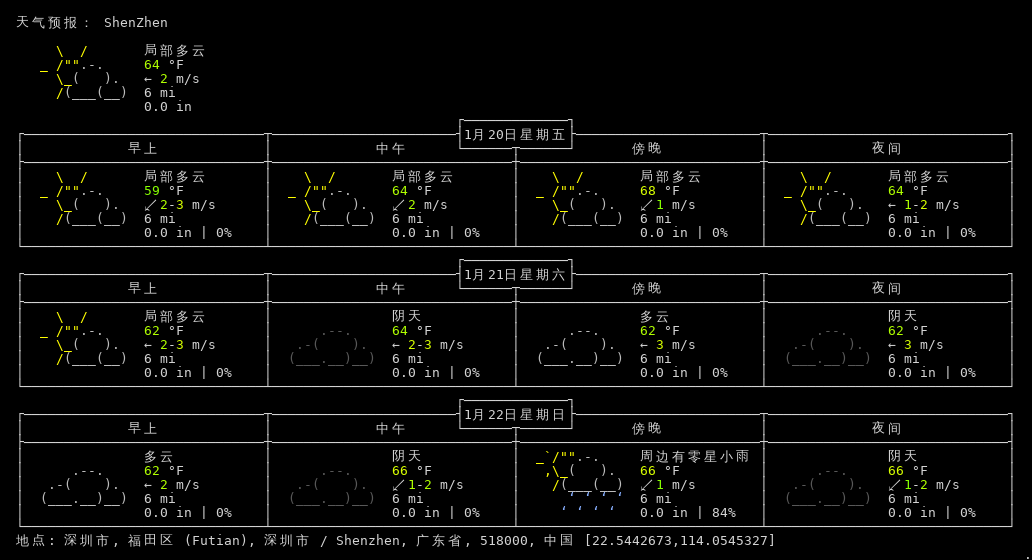 天气预报： ShenZhen
局部多云
64 °F
← 2 m/s
6 mi
0.0 in
1月20日星期五
早上 中午 傍晚 夜间
局部多云 局部多云 局部多云 局部多云
59 °F 64 °F 68 °F 64 °F
↙ 2-3 m/s ↙ 2 m/s ↙ 1 m/s ← 1-2 m/s
6 mi 6 mi 6 mi 6 mi
0.0 in | 0% 0.0 in | 0% 0.0 in | 0% 0.0 in | 0%
1月21日星期六
早上 中午 傍晚 夜间
局部多云 阴天 多云 阴天
62 °F 64 °F 62 °F 62 °F
← 2-3 m/s ← 2-3 m/s ← 3 m/s ← 3 m/s
6 mi 6 mi 6 mi 6 mi
0.0 in | 0% 0.0 in | 0% 0.0 in | 0% 0.0 in | 0%
1月22日星期日
早上 中午 傍晚 夜间
多云 阴天 周边有零星小雨 阴天
62 °F 66 °F 66 °F 66 °F
← 2 m/s ↙ 1-2 m/s ↙ 1 m/s ↙ 1-2 m/s
6 mi 6 mi 6 mi 6 mi
0.0 in | 0% 0.0 in | 0% 0.0 in | 84% 0.0 in | 0%
地点: 深圳市, 福田区 (Futian), 深圳市 / Shenzhen, 广东省, 518000, 中国 [22.5442673,114.0545327]